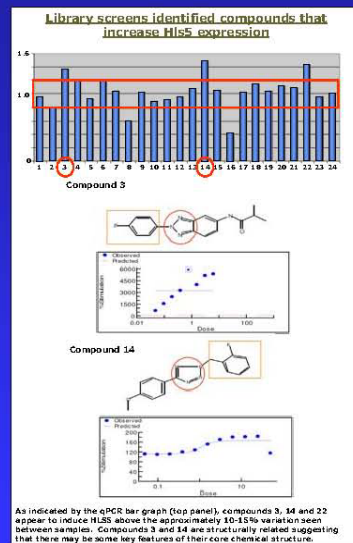 Library screens identified compounds that
increase Hls5 expression
1.5
1.0
0
1 2 3 4 5 6 7 8 9 10 11 12 13 14 15 16 17 18 19 20 21 22 23 24
Compound 3
Observed
Predicted
%Stimulation
6000
4500
3000
1500
0
0.01 1 100
Dose
Compound 14
Observed
Predicted
%Stimulation
200
160
120
80
40
0
0.1 10
Dose
As indicated by the qPCR bar graph (top panel), compounds 3, 14 and 22
appear to induce HLS5 above the approximately 10-15% variation seen
between samples. Compounds 3 and 14 are structurally related suggesting
that there may be some key features of their core chemical structure.